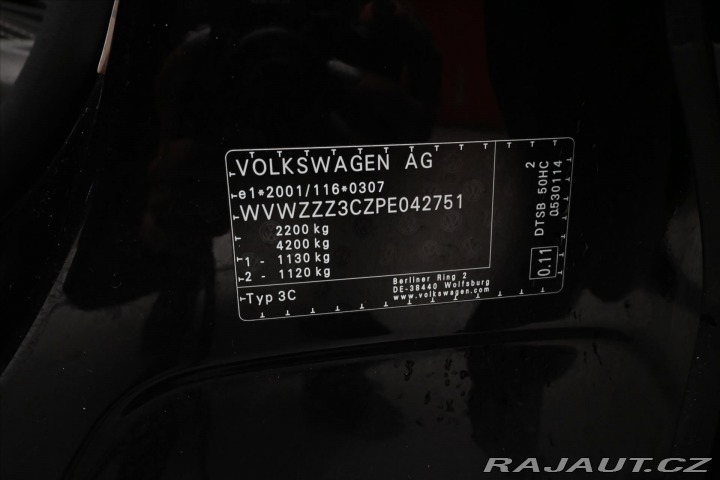 VOLKSWAGEN AG
e1*2001/116*0307
WVWZZZ3CZPE042751
2200 kg
4200 kg
1 - 1130 kg
2 - 1120 kg
Typ 3C
Berliner Ring 2
DE-38440 Wolfsburg
www.volkswagen.com
0.11
DTSB 50HC 2
0530114
RAJAUT.CZ